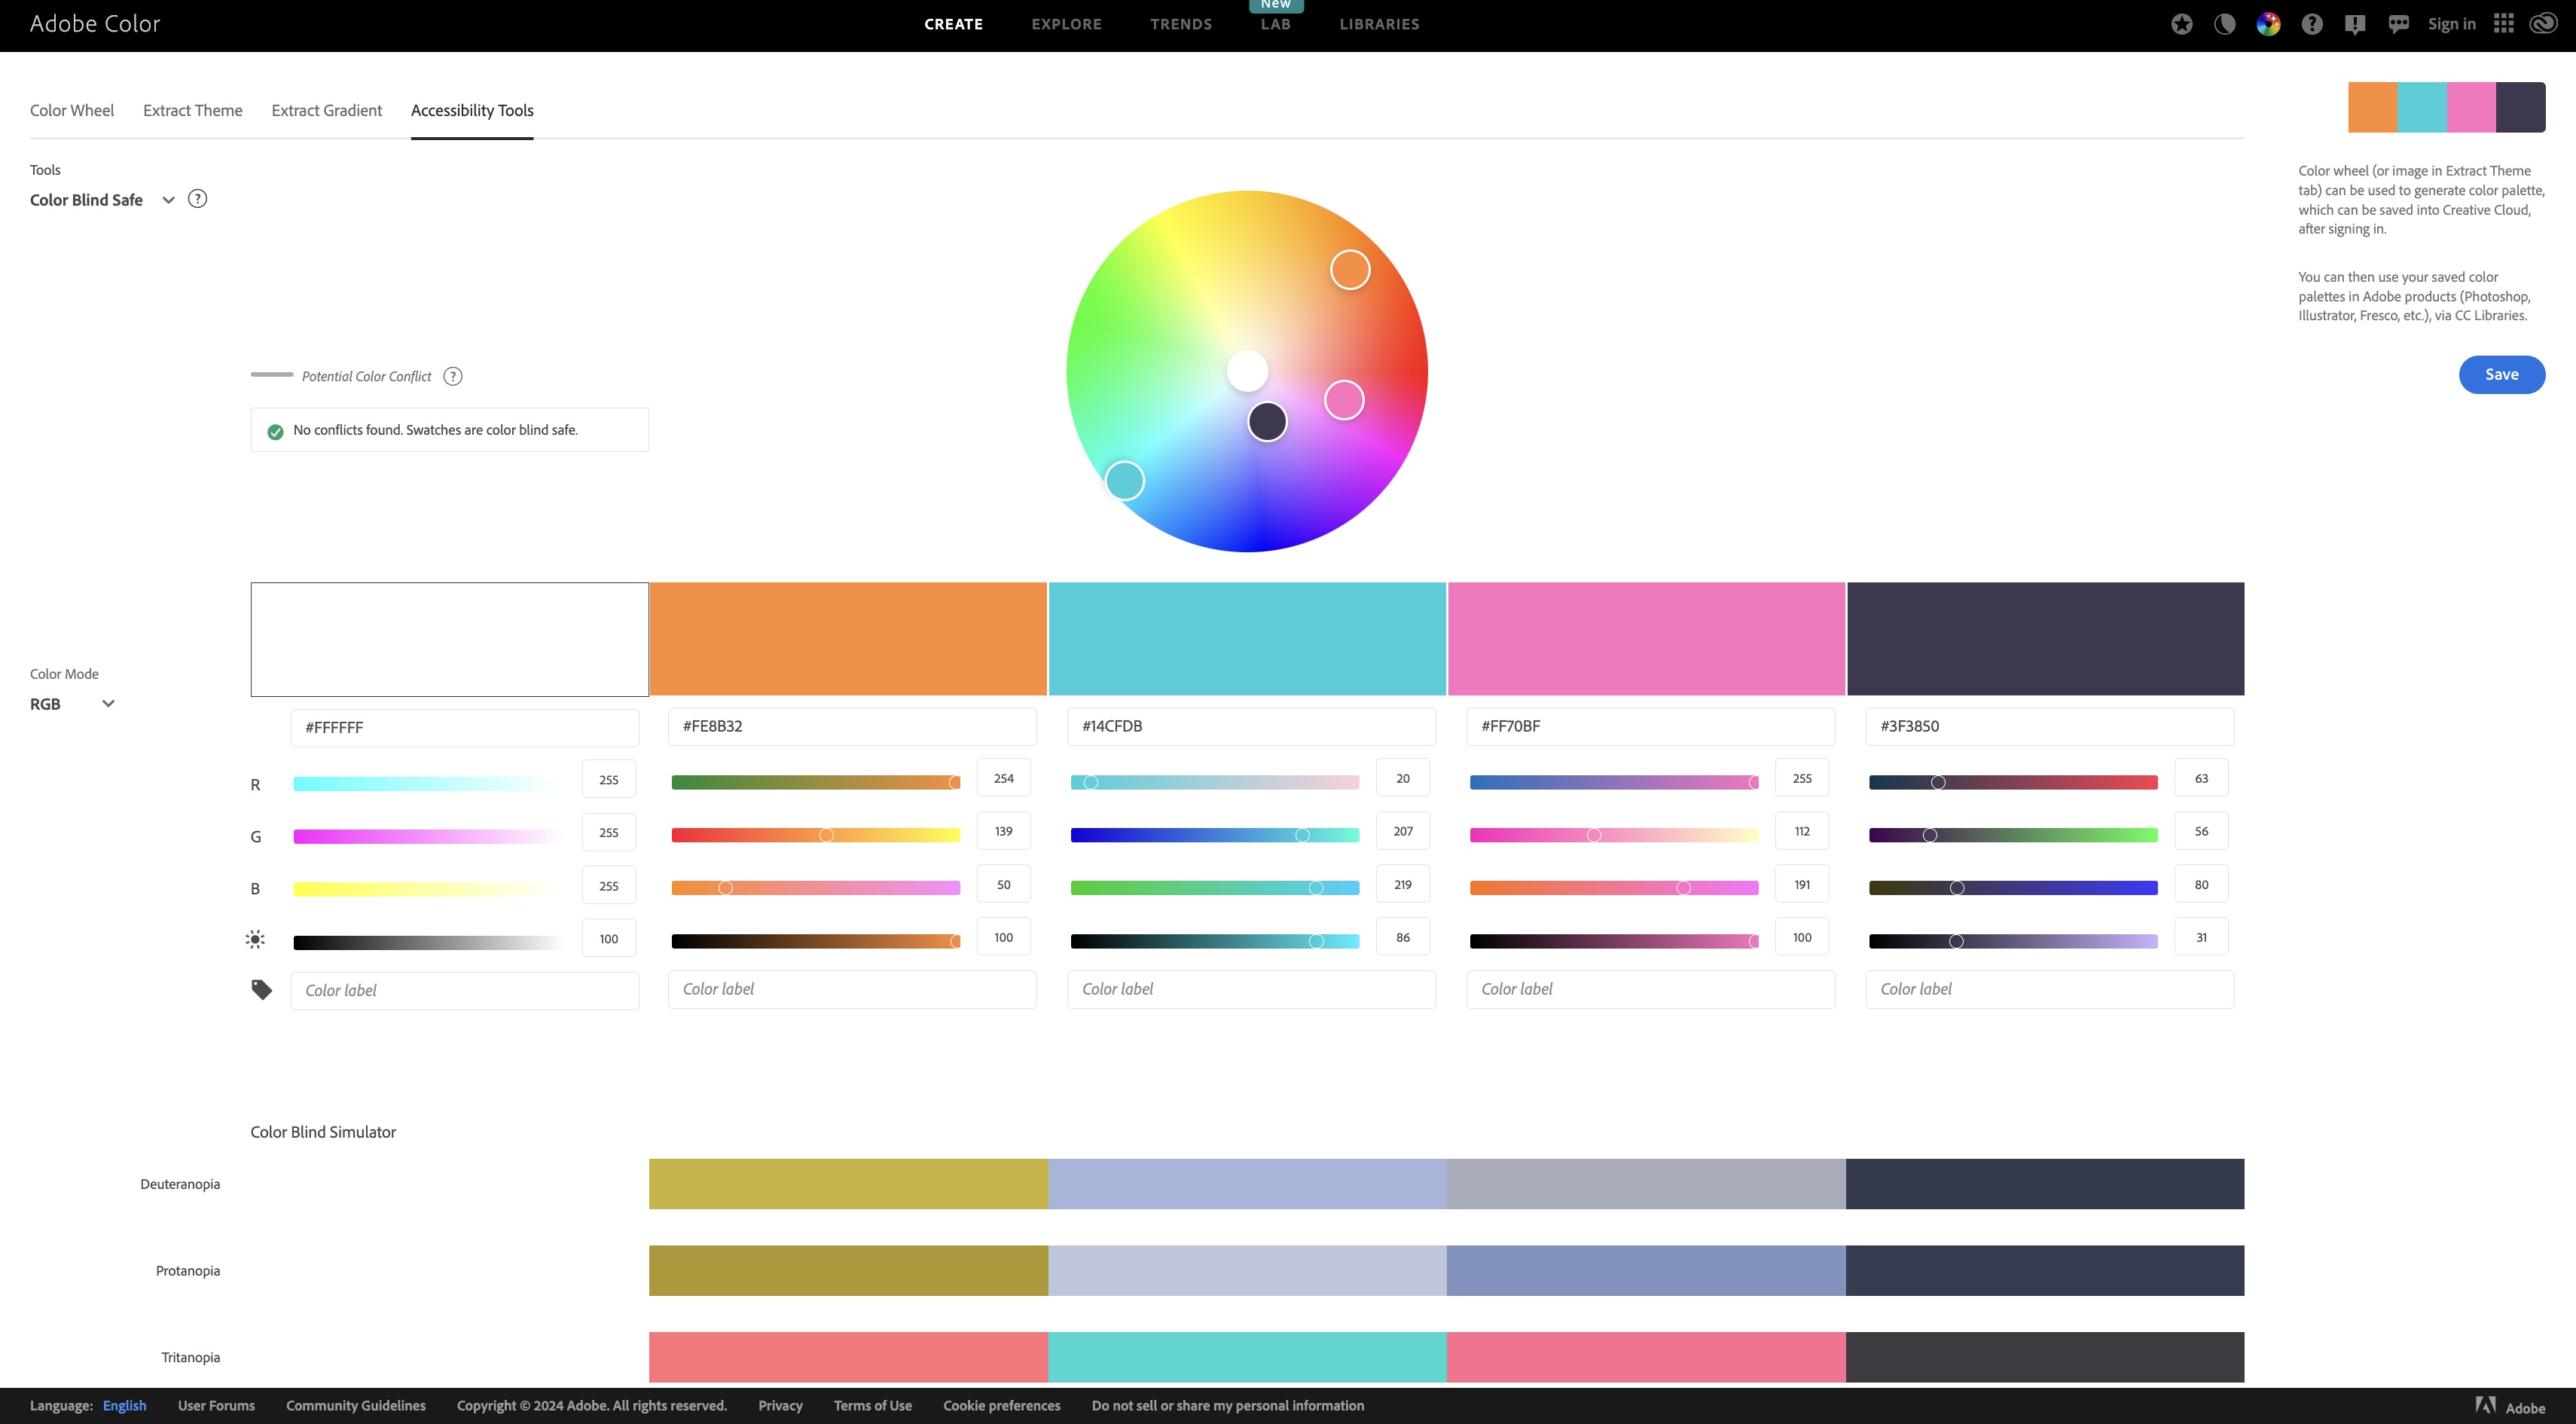 Adobe Color
CREATE
EXPLORE
TRENDS
New
LAB
LIBRARIES
Sign in
Color Wheel
Extract Theme
Extract Gradient
Accessibility Tools
Tools
Color Blind Safe
?
Color wheel (or image in Extract Theme
tab) can be used to generate color palette,
which can be saved into Creative Cloud,
after signing in.
You can then use your saved color
palettes in Adobe products (Photoshop,
Illustrator, Fresco, etc.), via CC Libraries.
Save
Potential Color Conflict
?
No conflicts found. Swatches are color blind safe.
Color Mode
RGB
#FFFFFF
#FE8B32
#14CFDB
#FF70BF
#3F3850
R
255
254
20
255
63
G
255
139
207
112
56
B
255
50
219
191
80
100
100
86
100
31
Color label
Color label
Color label
Color label
Color label
Color Blind Simulator
Deuteranopia
Protanopia
Tritanopia
Language: English
User Forums
Community Guidelines
Copyright © 2024 Adobe. All rights reserved.
Privacy
Terms of Use
Cookie preferences
Do not sell or share my personal information
Adobe